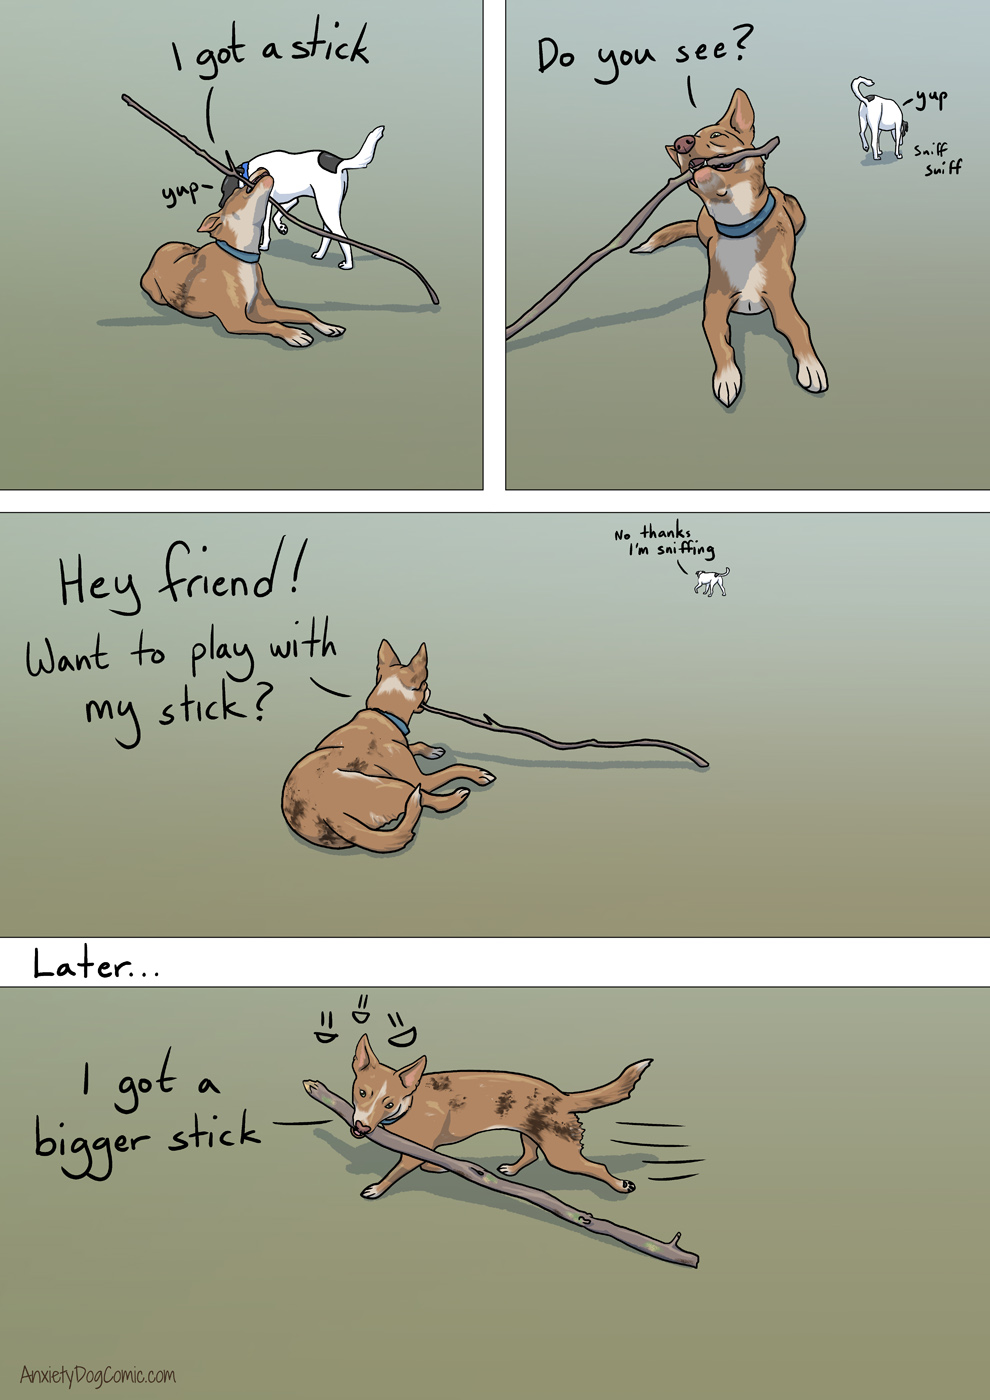 I got a stick
yup
Do you see?
yup
sniff
sniff
No thanks
I'm sniffing
Hey friend!
Want to play with
my stick?
Later...
I got a
bigger stick
AnxietyDogComic.com